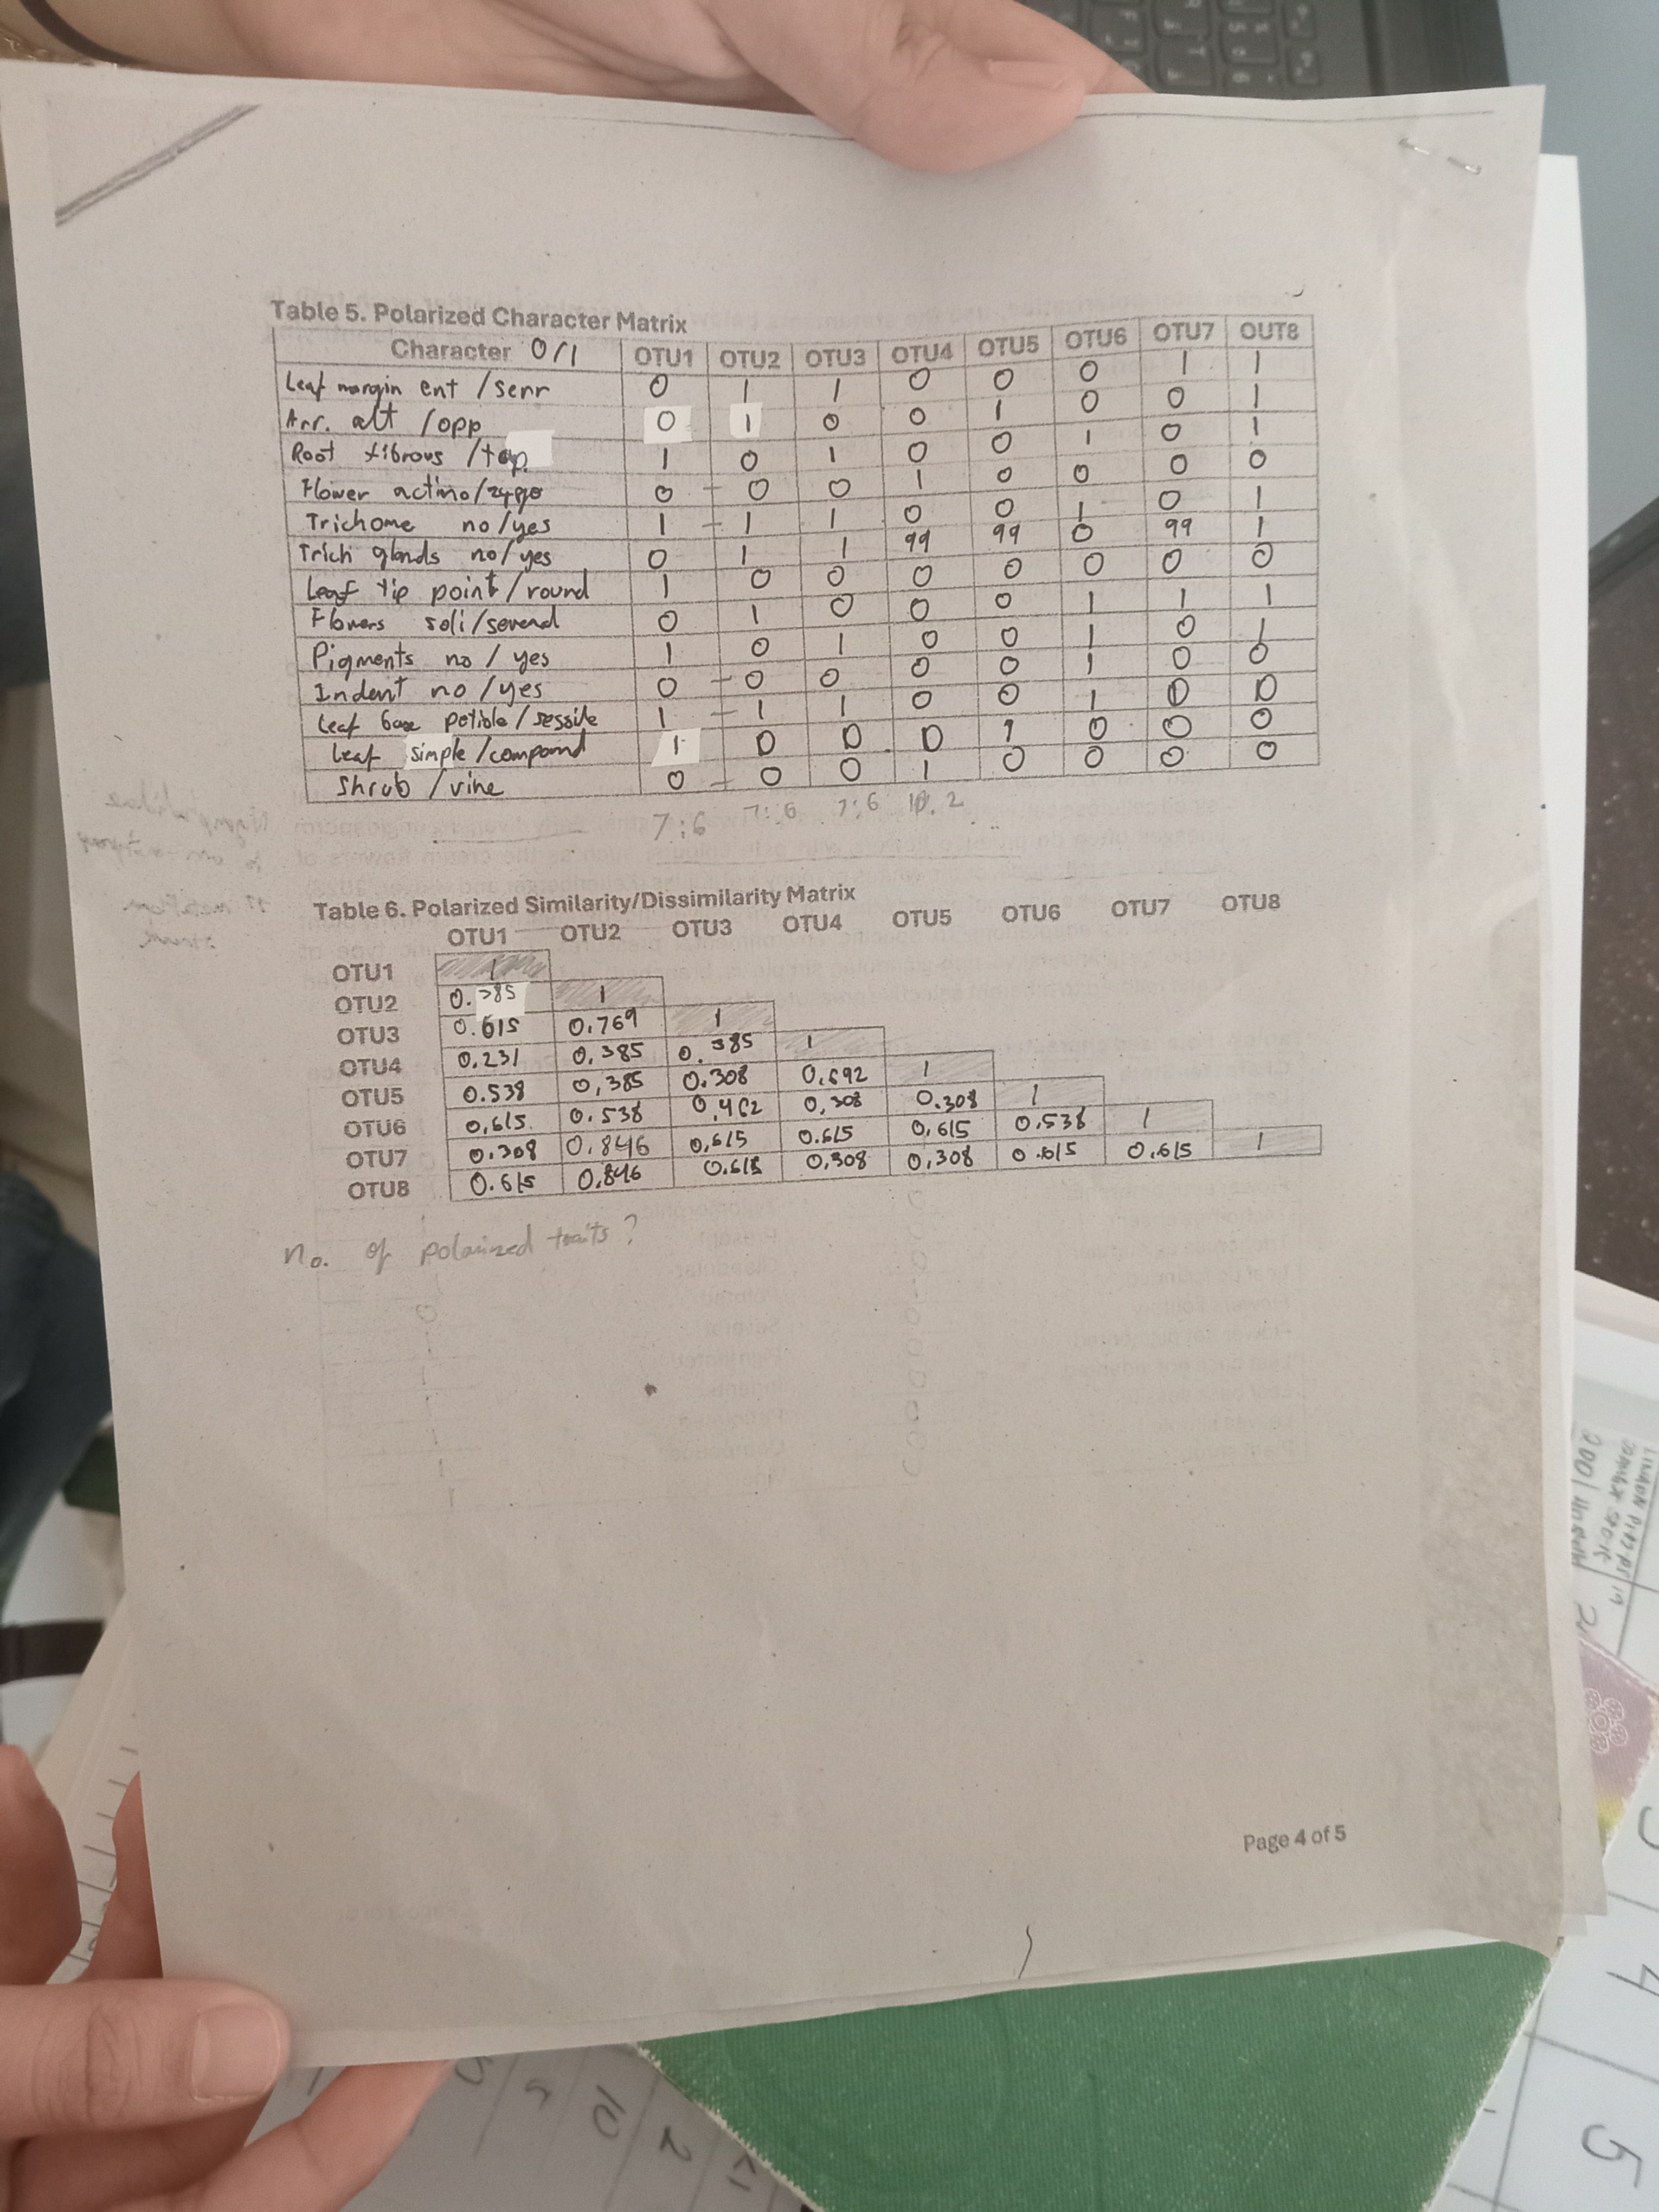 Table 5. Polarized Character Matrix
Character 0/1 OTU1 OTU2 OTU3 OTU4 OTU5 OTU6 OTU7 OUT8
Leaf margin ent /serr 0 1 1 0 0 0 1 1
Arr. alt /opp 0 1 0 0 1 0 0 1
Root fibrous /tap. 1 0 1 0 0 1 0 1
Flower actino/zygo 0 0 0 1 0 0 0 0
Trichome no/yes 1 1 1 0 0 1 0 1
Trich glands no/yes 0 1 1 99 99 0 99 1
Leaf tip point/round 1 0 0 0 0 0 0 0
Flowers soli/several 0 1 0 0 0 1 1 1
Pigments no / yes 1 0 1 0 0 1 0 1
Indent no /yes 0 0 0 0 0 1 0 0
Leaf base potible/sessile 1 1 1 0 0 1 0 0
Leaf simple/compound 1 0 0 0 1 0 0 0
Shrub /vine 0 0 0 1 0 0 0 0
7:6 7:6 7:6 10.2
Table 6. Polarized Similarity/Dissimilarity Matrix
OTU1 OTU2 OTU3 OTU4 OTU5 OTU6 OTU7 OTU8
OTU1 1
OTU2 0.385 1
OTU3 0.615 0.769 1
OTU4 0.231 0.385 0.385 1
OTU5 0.538 0,385 0.308 0.692 1
OTU6 0.615 0.538 0.462 0,308 0.308 1
OTU7 0.308 0.846 0.615 0.615 0.615 0.538 1
OTU8 0.615 0.846 0.615 0,308 0,308 0.615 0.615 1
no. of polarized traits?
Page 4 of 5